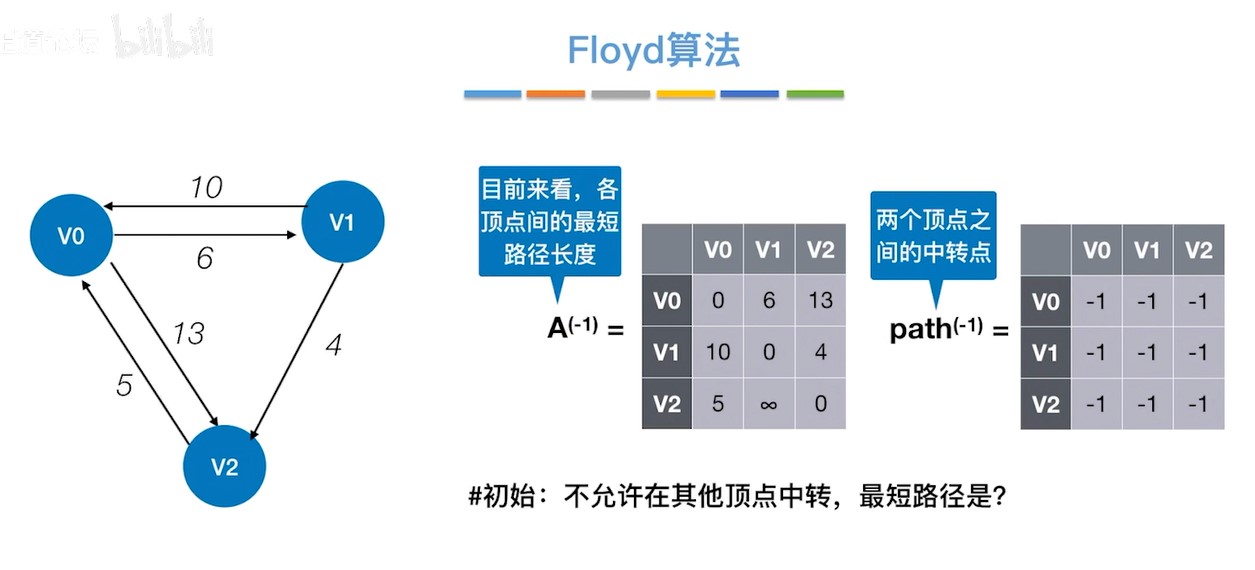 bilibili
Floyd算法
10
V0
V1
6
13
4
5
V2
目前来看，各
顶点间的最短
路径长度
A(-1) =
V0 V1 V2
V0 0 6 13
V1 10 0 4
V2 5 ∞ 0
两个顶点之
间的中转点
path(-1) =
V0 V1 V2
V0 -1 -1 -1
V1 -1 -1 -1
V2 -1 -1 -1
#初始：不允许在其他顶点中转，最短路径是?